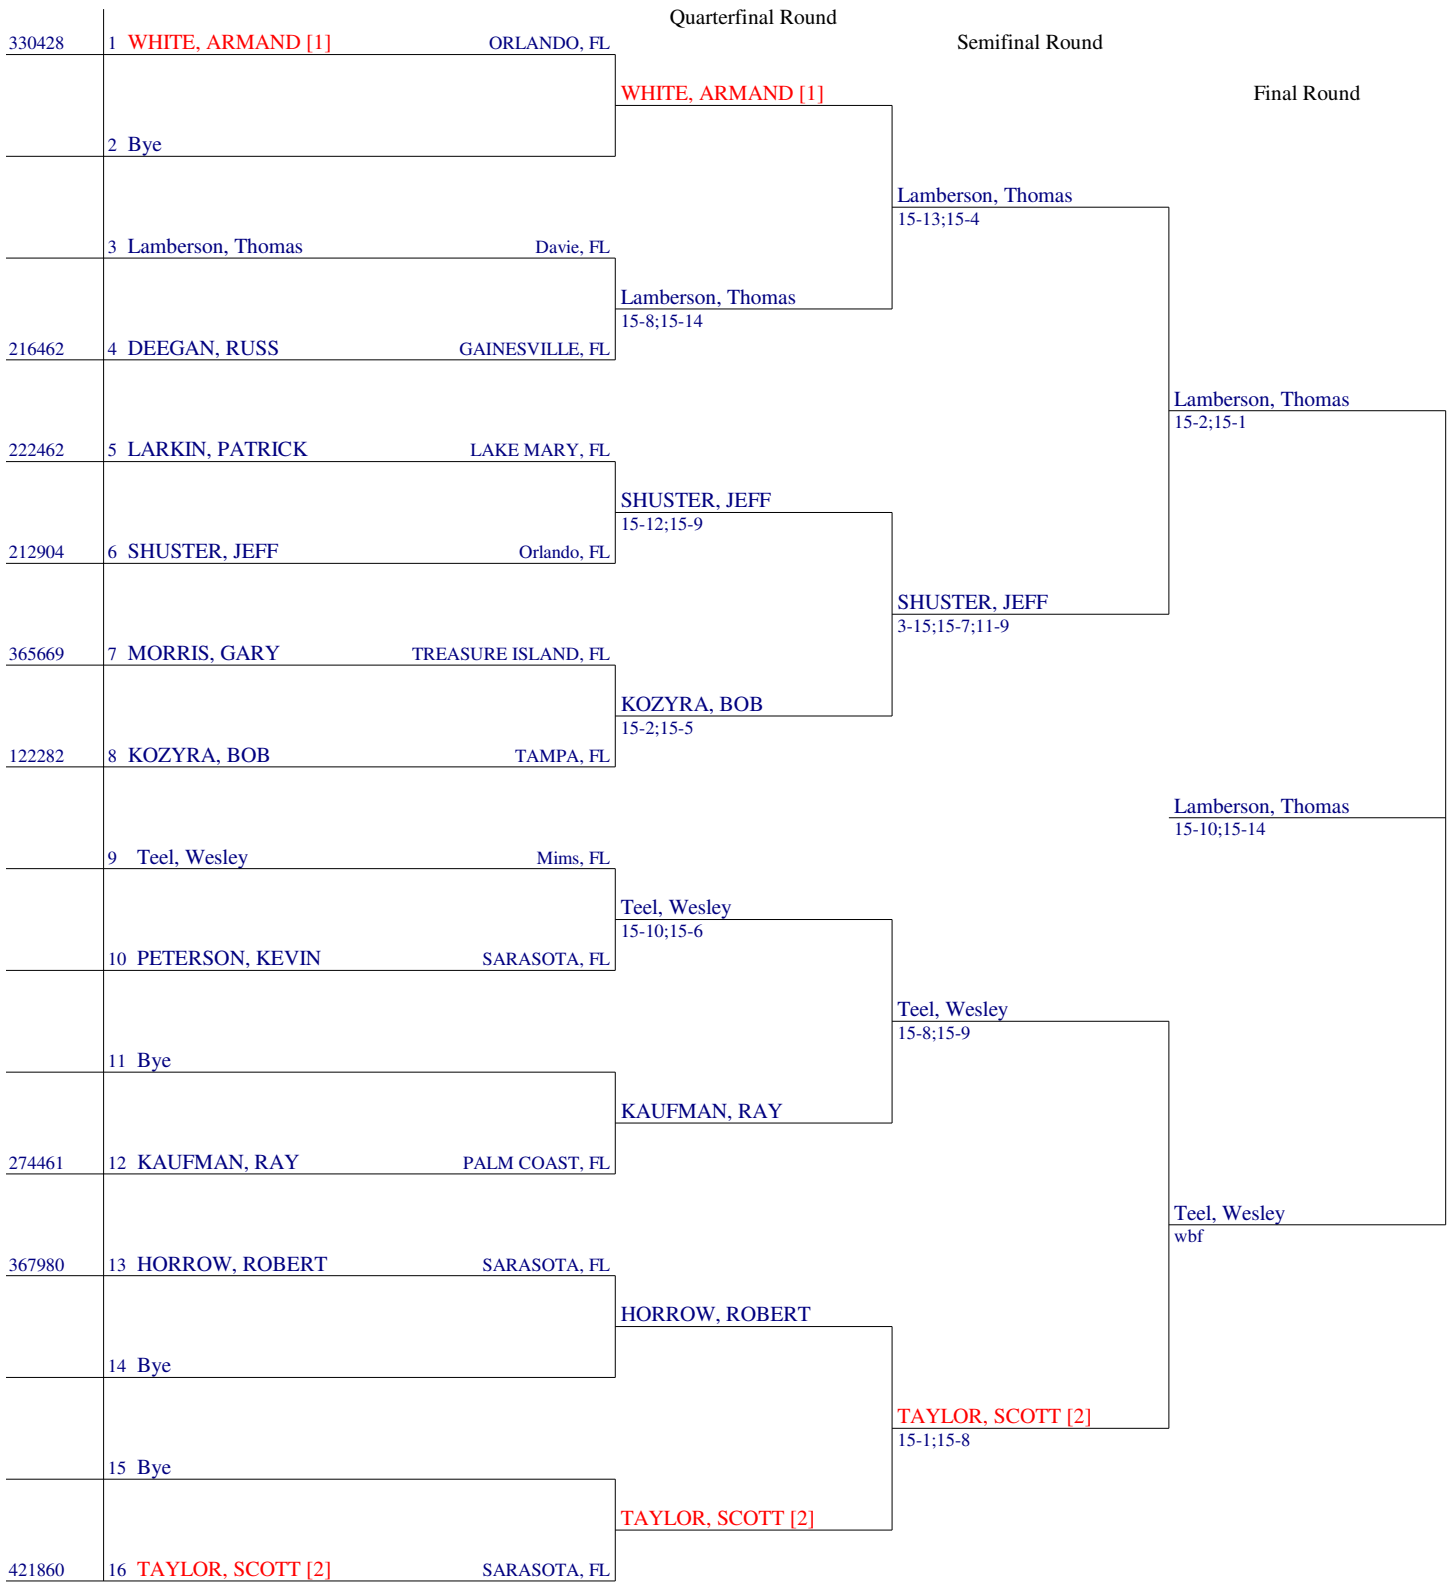 Quarterfinal Round
330428 1 WHITE, ARMAND [1] ORLANDO, FL
Semifinal Round
WHITE, ARMAND [1]
Final Round
2 Bye
Lamberson, Thomas
15-13;15-4
3 Lamberson, Thomas Davie, FL
Lamberson, Thomas
15-8;15-14
216462 4 DEEGAN, RUSS GAINESVILLE, FL
Lamberson, Thomas
15-2;15-1
222462 5 LARKIN, PATRICK LAKE MARY, FL
SHUSTER, JEFF
15-12;15-9
212904 6 SHUSTER, JEFF Orlando, FL
SHUSTER, JEFF
3-15;15-7;11-9
365669 7 MORRIS, GARY TREASURE ISLAND, FL
KOZYRA, BOB
15-2;15-5
122282 8 KOZYRA, BOB TAMPA, FL
Lamberson, Thomas
15-10;15-14
9 Teel, Wesley Mims, FL
Teel, Wesley
15-10;15-6
10 PETERSON, KEVIN SARASOTA, FL
Teel, Wesley
15-8;15-9
11 Bye
KAUFMAN, RAY
274461 12 KAUFMAN, RAY PALM COAST, FL
Teel, Wesley
wbf
367980 13 HORROW, ROBERT SARASOTA, FL
HORROW, ROBERT
14 Bye
TAYLOR, SCOTT [2]
15-1;15-8
15 Bye
TAYLOR, SCOTT [2]
421860 16 TAYLOR, SCOTT [2] SARASOTA, FL